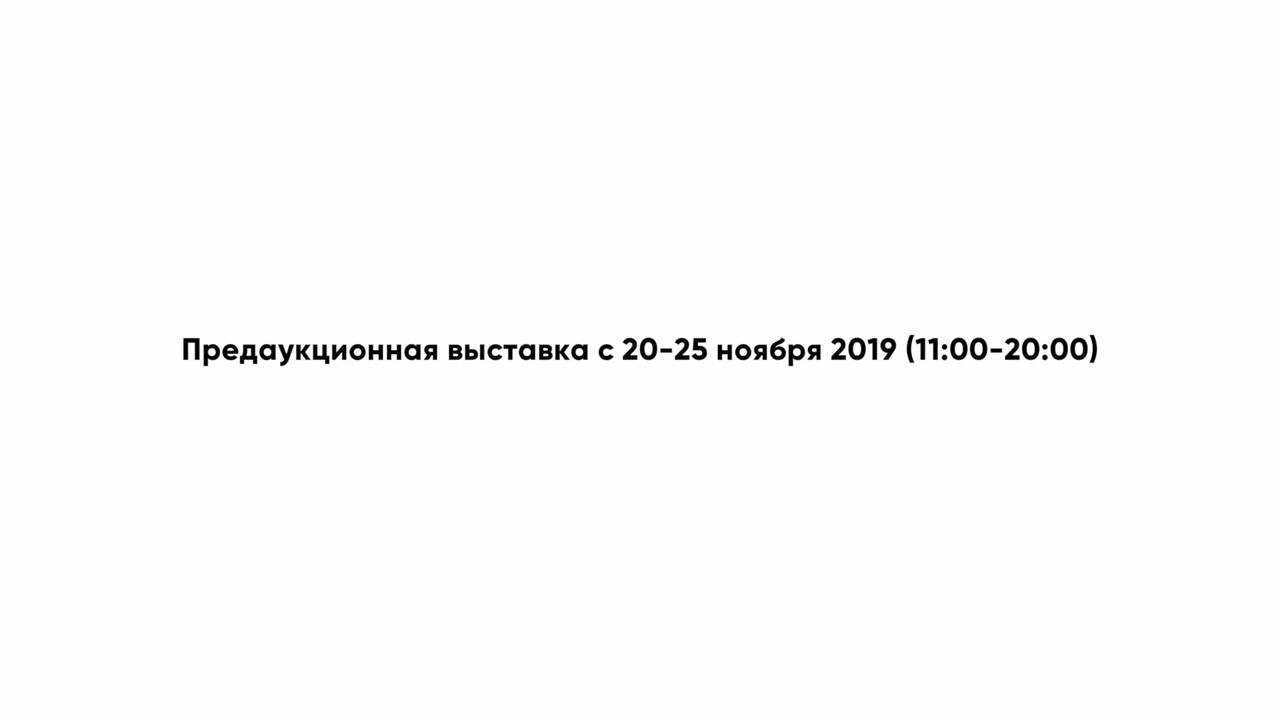 Предаукционная выставка с 20-25 ноября 2019 (11:00-20:00)